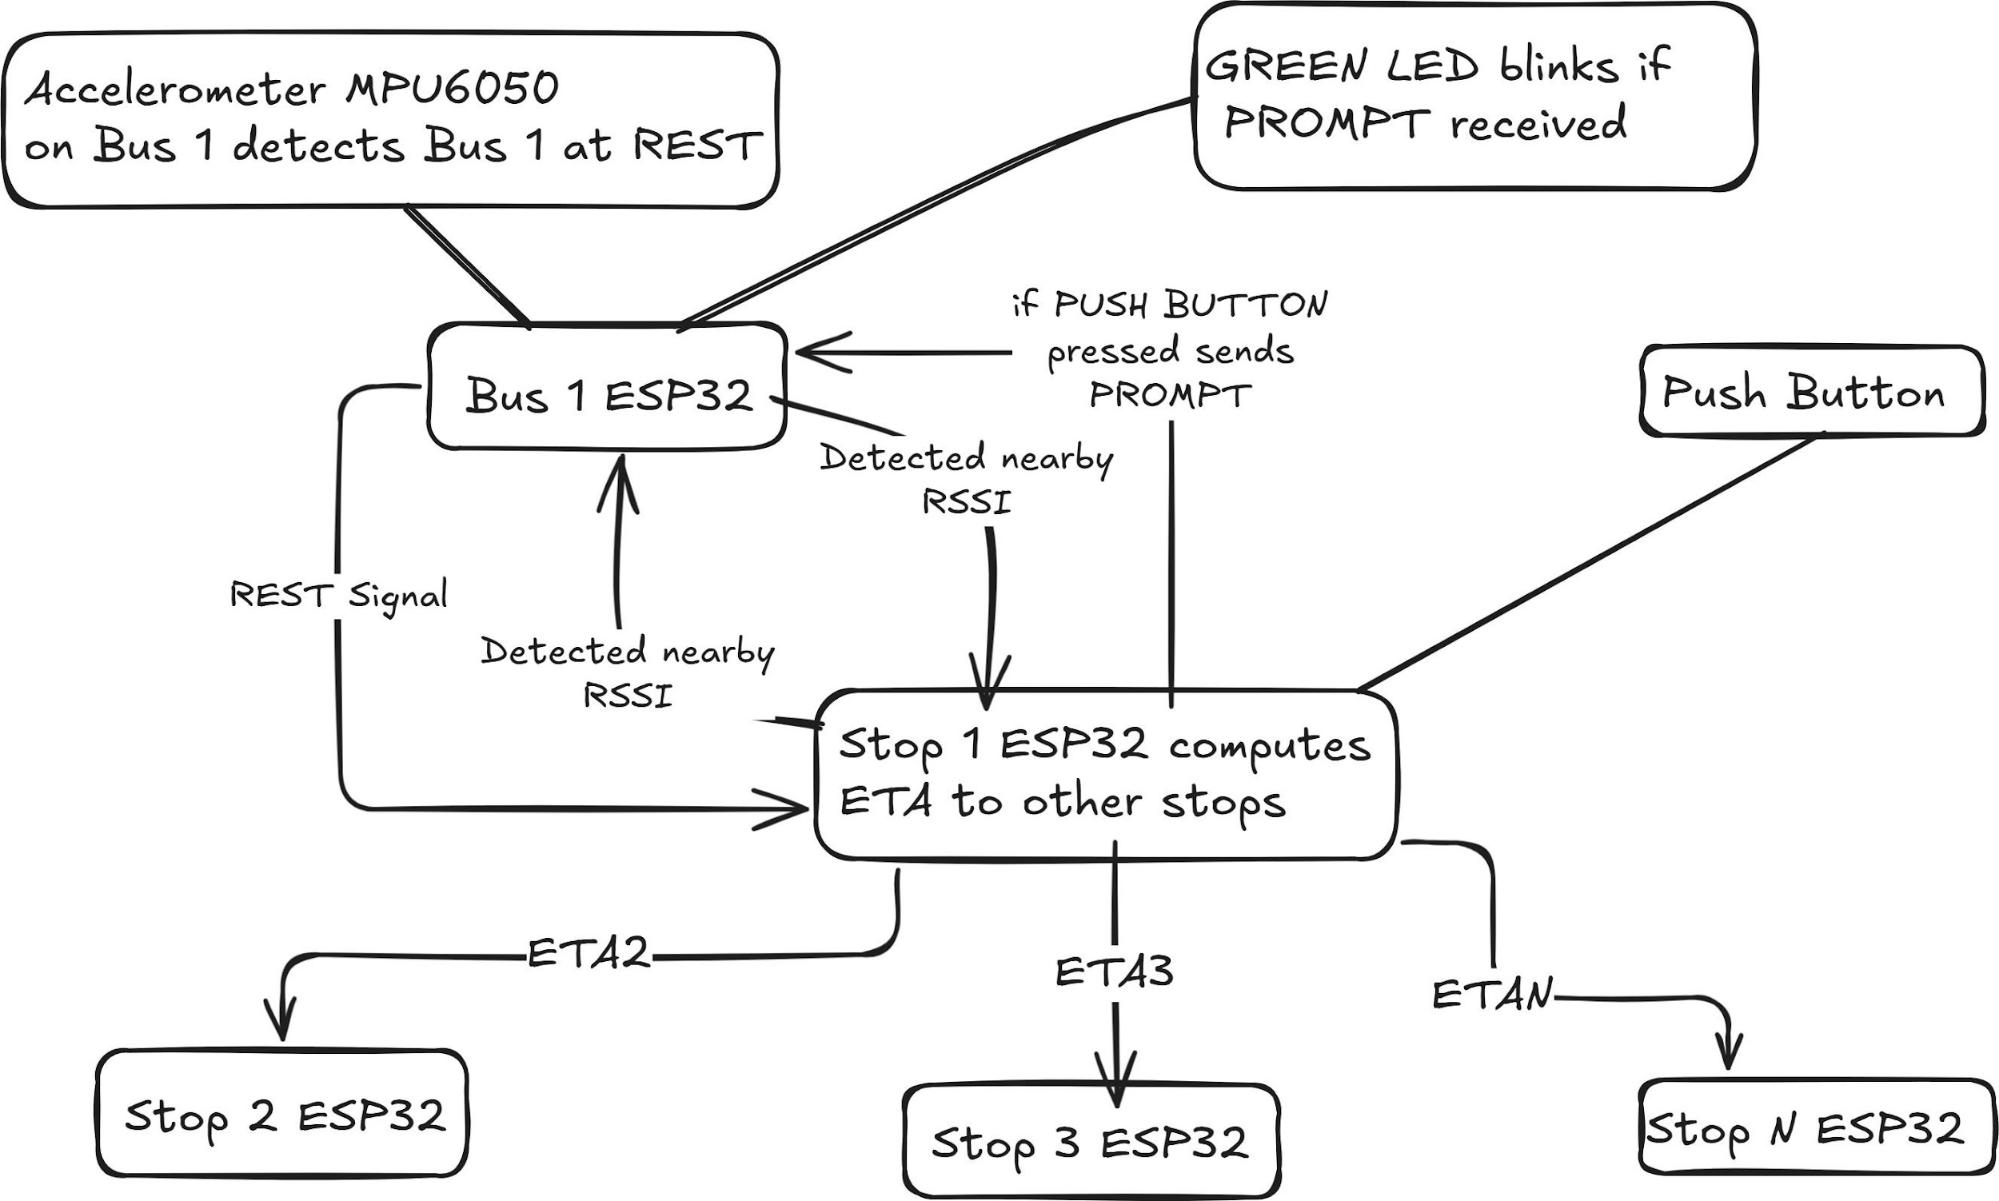 Accelerometer MPU6050
on Bus 1 detects Bus 1 at REST
GREEN LED blinks if
PROMPT received
if PUSH BUTTON
pressed sends
PROMPT
Bus 1 ESP32
Push Button
Detected nearby
RSSI
REST Signal
Detected nearby
RSSI
Stop 1 ESP32 computes
ETA to other stops
ETA2
ETA3
ETAN
Stop 2 ESP32
Stop 3 ESP32
Stop N ESP32